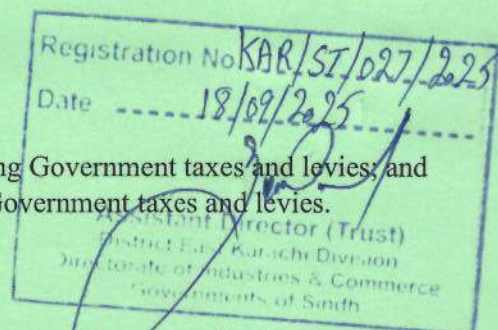 Registration No KAR/ST/027/2025
Date 18/09/2025
ng Government taxes and levies; and
Government taxes and levies.
Assistant Director (Trust)
District East Karachi Division
Directorate of Industries & Commerce
Governments of Sindh